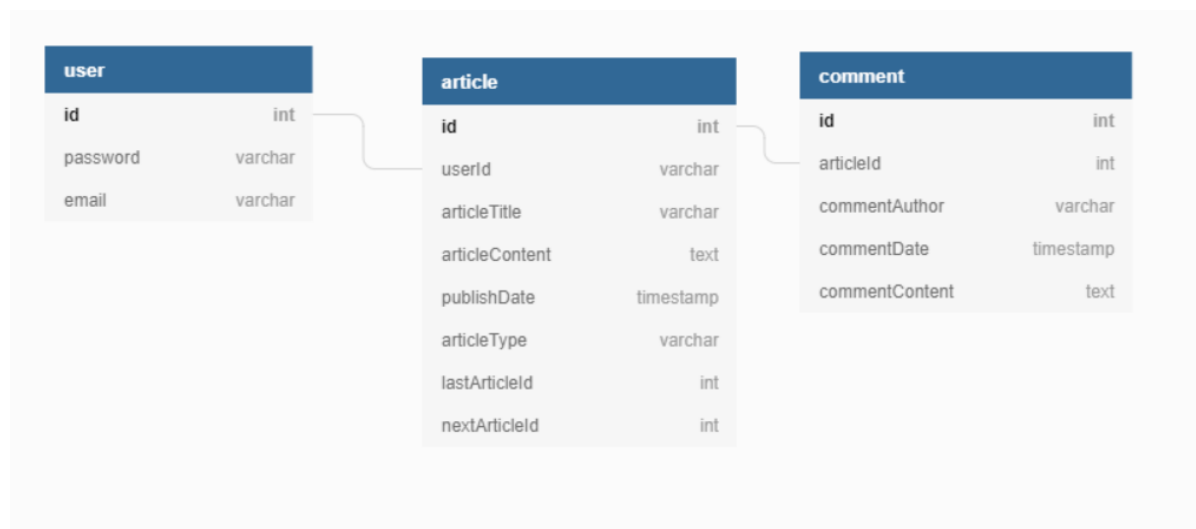 user
id int
password varchar
email varchar
article
id int
userId varchar
articleTitle varchar
articleContent text
publishDate timestamp
articleType varchar
lastArticleId int
nextArticleId int
comment
id int
articleId int
commentAuthor varchar
commentDate timestamp
commentContent text